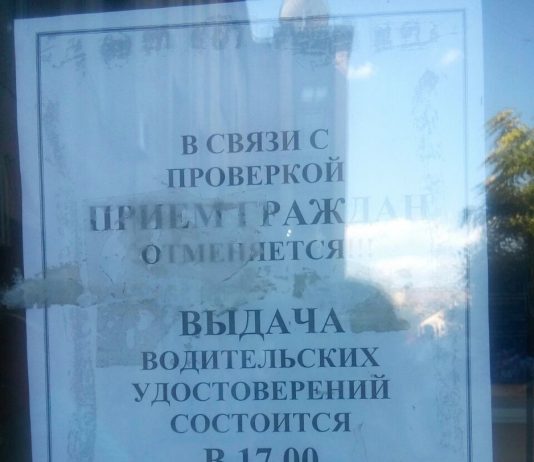 В СВЯЗИ С
ПРОВЕРКОЙ
ПРИЕМ ГРАЖДАН
ОТМЕНЯЕТСЯ!!!
ВЫДАЧА
ВОДИТЕЛЬСКИХ
УДОСТОВЕРЕНИЙ
СОСТОИТСЯ
В 17.00